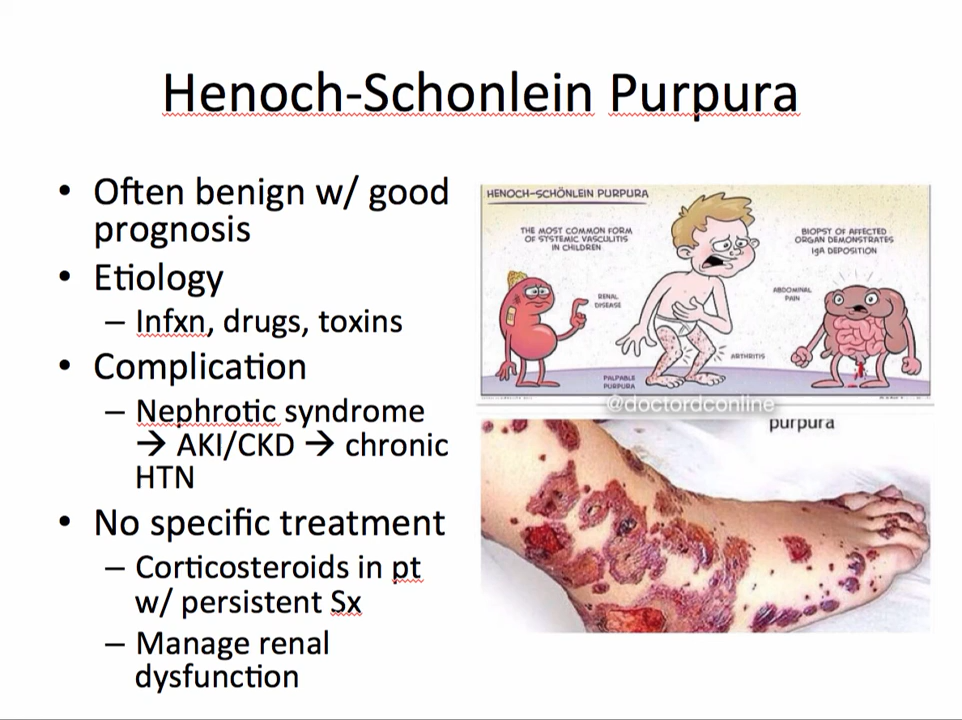 Henoch-Schonlein Purpura
• Often benign w/ good
prognosis
• Etiology
– Infxn, drugs, toxins
• Complication
– Nephrotic syndrome
→ AKI/CKD → chronic
HTN
• No specific treatment
– Corticosteroids in pt
w/ persistent Sx
– Manage renal
dysfunction
HENOCH-SCHÖNLEIN PURPURA
THE MOST COMMON FORM
OF SYSTEMIC VASCULITIS
IN CHILDREN
BIOPSY OF AFFECTED
ORGAN DEMONSTRATES
IgA DEPOSITION
RENAL
DISEASE
ABDOMINAL
PAIN
ARTHRITIS
PALPABLE
PURPURA
@doctordconline
purpura